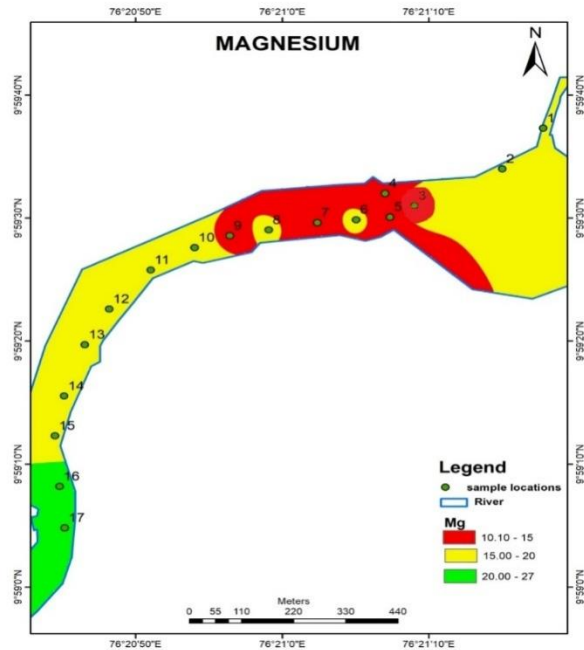 76°20'50"E 76°21'0"E 76°21'10"E
MAGNESIUM
N
9°59'40"N 9°59'40"N
1
2
4
3
9°59'30"N 9°59'30"N
5
6
7
8
9
10
11
12
9°59'20"N 9°59'20"N
13
14
15
9°59'10"N 9°59'10"N
16
17
Legend
sample locations
River
Mg
10.10 - 15
15.00 - 20
20.00 - 27
9°59'0"N 9°59'0"N
Meters
0 55 110 220 330 440
76°20'50"E 76°21'0"E 76°21'10"E